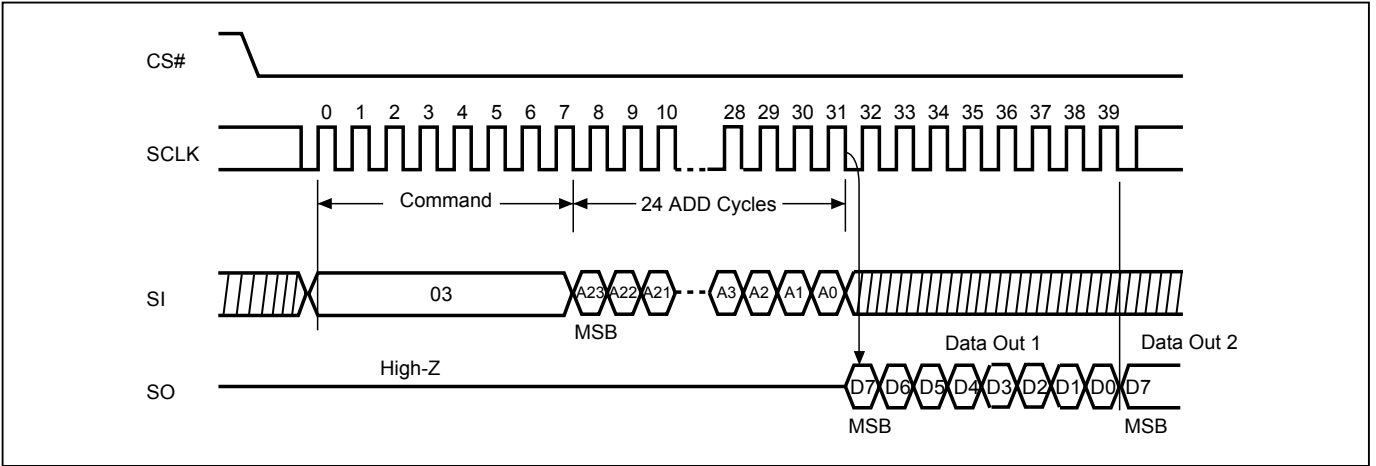 CS#
0 1 2 3 4 5 6 7 8 9 10 28 29 30 31 32 33 34 35 36 37 38 39
SCLK
Command 24 ADD Cycles
SI 03 A23 A22 A21 A3 A2 A1 A0
MSB
Data Out 1 Data Out 2
High-Z
SO D7 D6 D5 D4 D3 D2 D1 D0 D7
MSB MSB